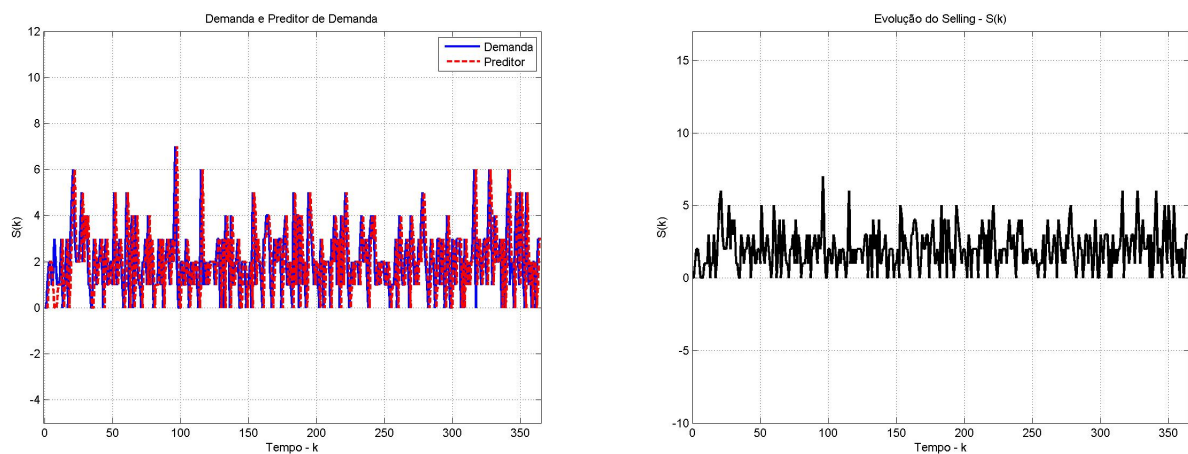 Demanda e Preditor de Demanda
12
10
8
6
4
2
0
-2
-4
S(k)
Demanda
Preditor
0 50 100 150 200 250 300 350
Tempo - k
Evolução do Selling - S(k)
15
10
5
0
-5
-10
S(k)
0 50 100 150 200 250 300 350
Tempo - k